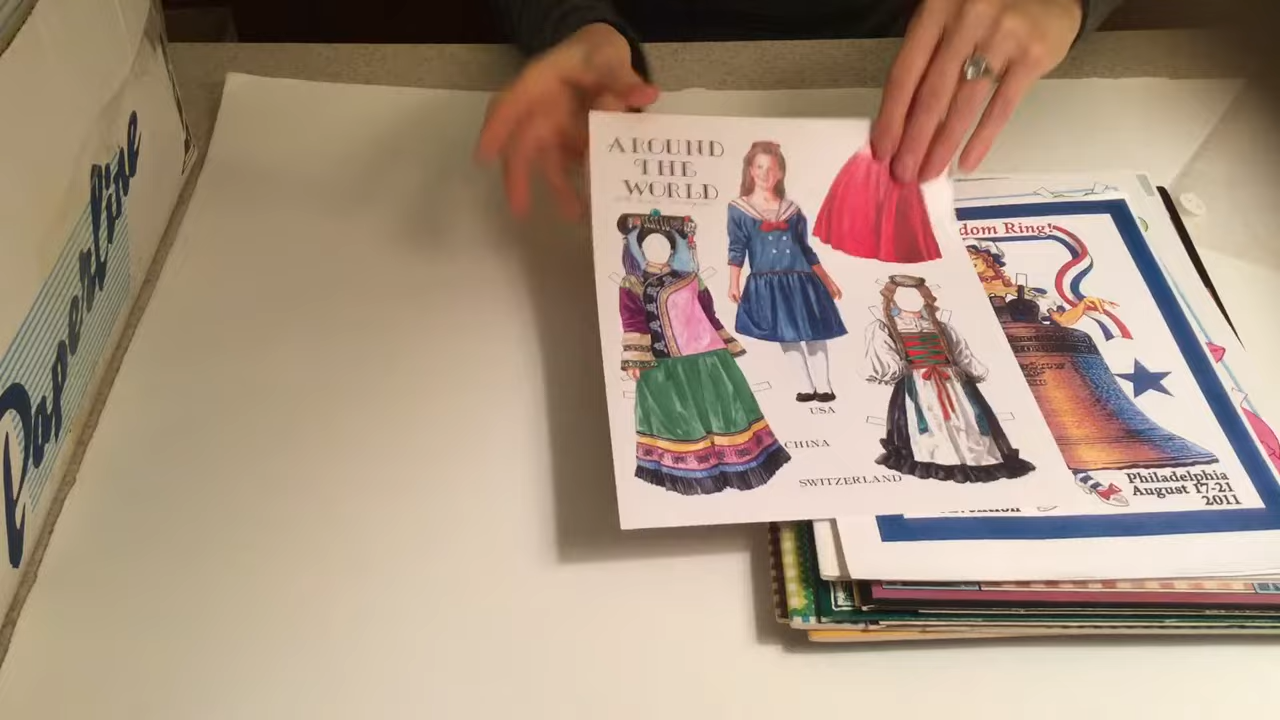 Paperline
AROUND
THE
WORLD
USA
CHINA
SWITZERLAND
dom Ring!
Philadelphia
August 17-21
2011